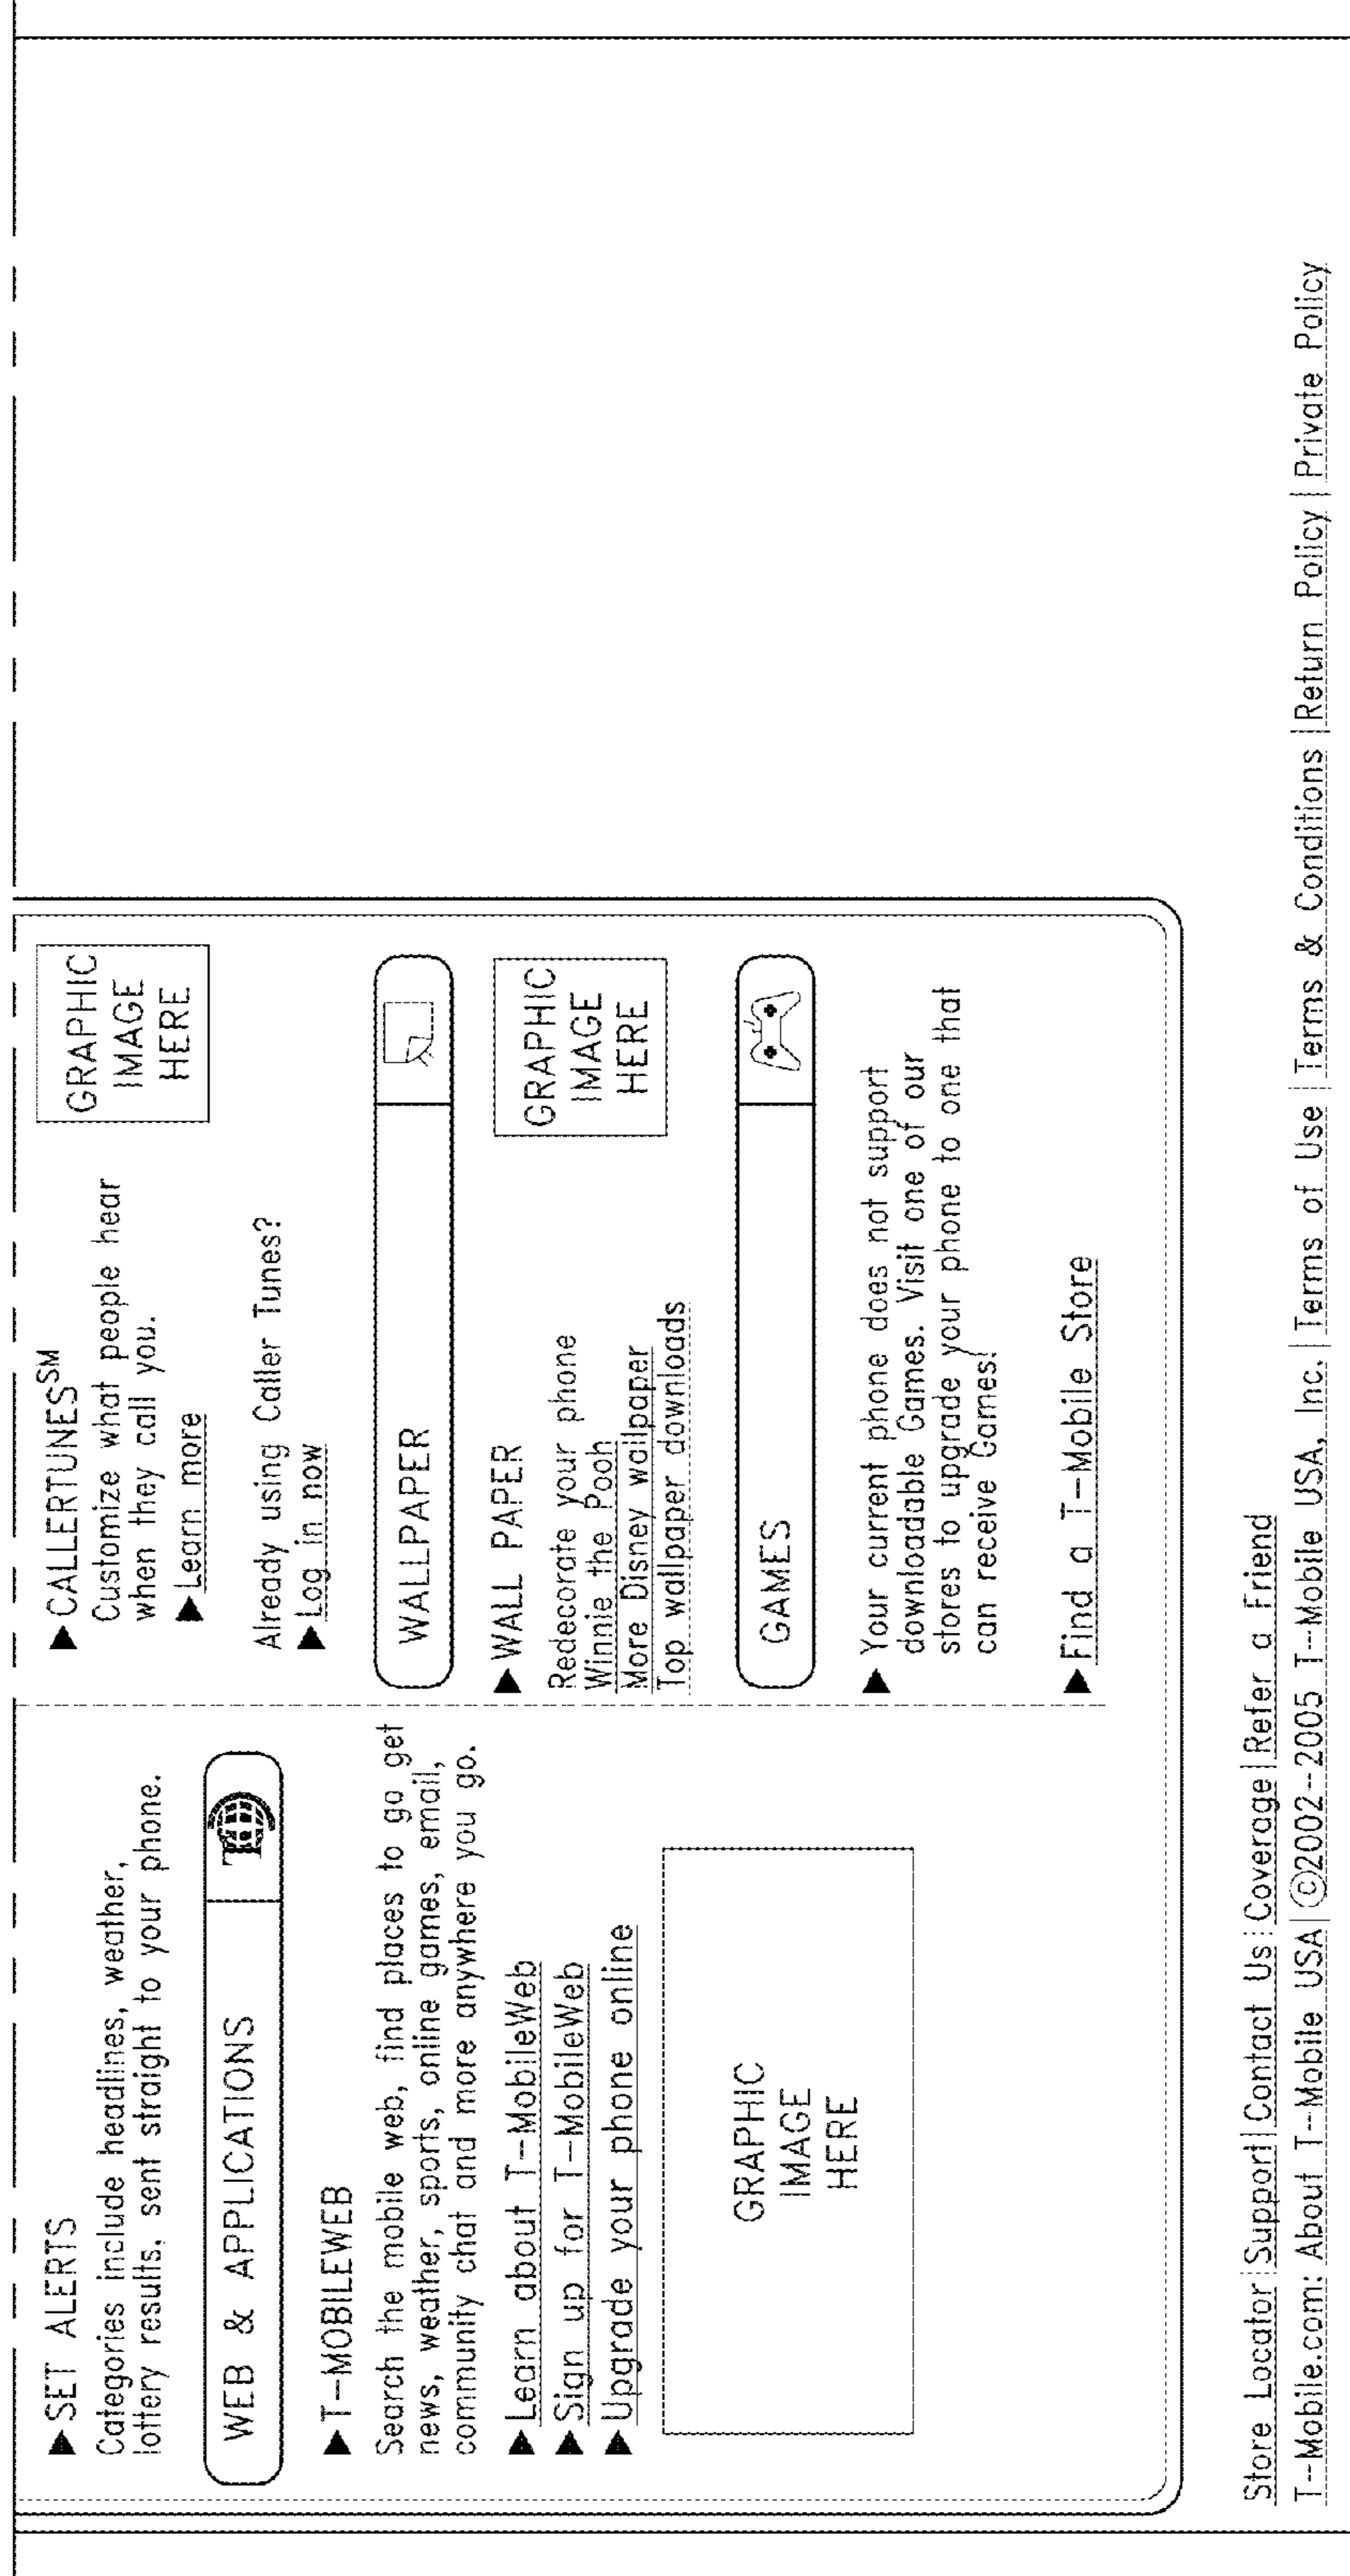 ▶SET ALERTS
Categories include headlines, weather,
lottery results, sent straight to your phone.
WEB & APPLICATIONS
▶T-MOBILEWEB
Search the mobile web, find places to go get
news, weather, sports, online games, email,
community chat and more anywhere you go.
▶Learn about T-MobileWeb
▶Sign up for T-MobileWeb
▶Upgrade your phone online
GRAPHIC
IMAGE
HERE
▶CALLERTUNES℠
Customize what people hear
when they call you.
▶Learn more
GRAPHIC
IMAGE
HERE
Already using Caller Tunes?
▶Log in now
WALLPAPER
▶WALL PAPER
Redecorate your phone
Winnie the Pooh
More Disney wallpaper
Top wallpaper downloads
GRAPHIC
IMAGE
HERE
GAMES
▶Your current phone does not support
downloadable Games. Visit one of our
stores to upgrade your phone to one that
can receive Games!
▶Find a T-Mobile Store
Store Locator|Support|Contact Us|Coverage|Refer a Friend
T-Mobile.com: About T-Mobile USA|©2002-2005 T-Mobile USA, Inc.|Terms of Use|Terms & Conditions|Return Policy|Private Policy